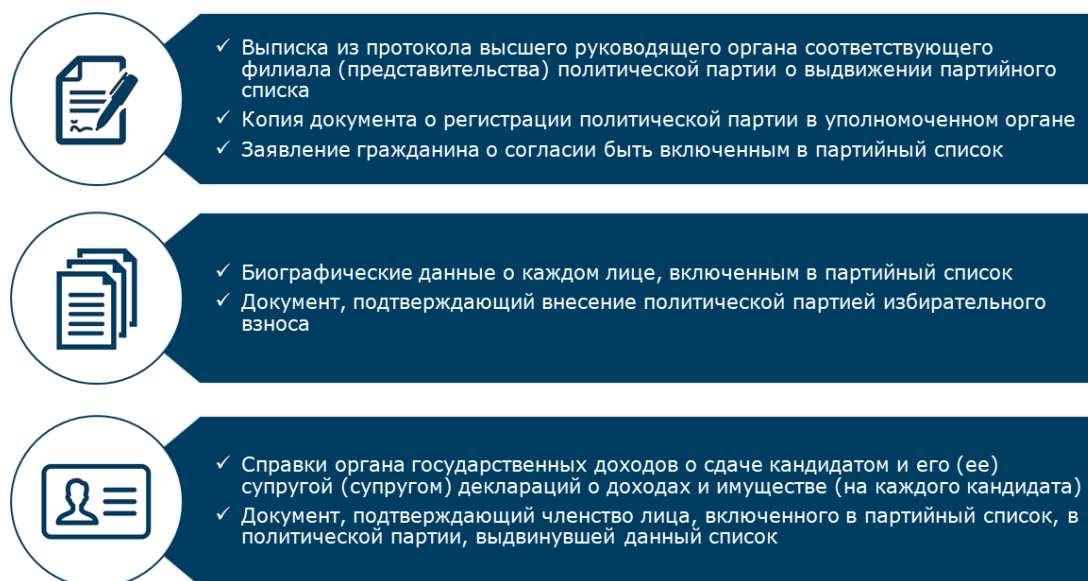 ✓ Выписка из протокола высшего руководящего органа соответствующего
филиала (представительства) политической партии о выдвижении партийного
списка
✓ Копия документа о регистрации политической партии в уполномоченном органе
✓ Заявление гражданина о согласии быть включенным в партийный список
✓ Биографические данные о каждом лице, включенным в партийный список
✓ Документ, подтверждающий внесение политической партией избирательного
взноса
✓ Справки органа государственных доходов о сдаче кандидатом и его (ее)
супругой (супругом) деклараций о доходах и имуществе (на каждого кандидата)
✓ Документ, подтверждающий членство лица, включенного в партийный список, в
политической партии, выдвинувшей данный список